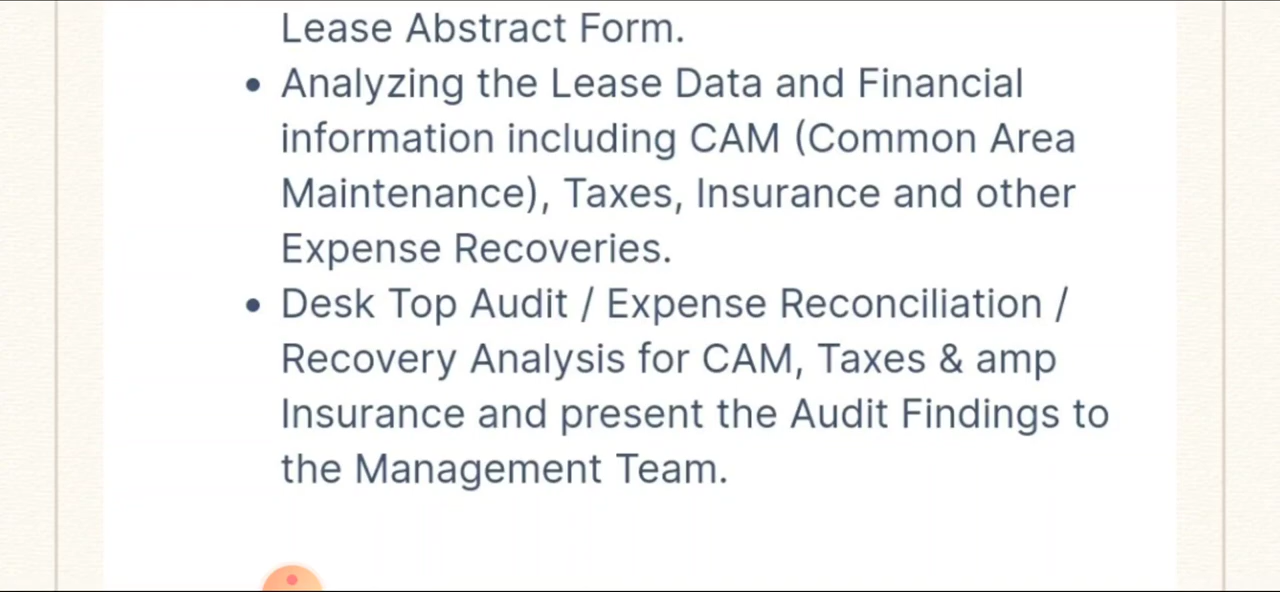 Lease Abstract Form.
• Analyzing the Lease Data and Financial
information including CAM (Common Area
Maintenance), Taxes, Insurance and other
Expense Recoveries.
• Desk Top Audit / Expense Reconciliation /
Recovery Analysis for CAM, Taxes & amp
Insurance and present the Audit Findings to
the Management Team.